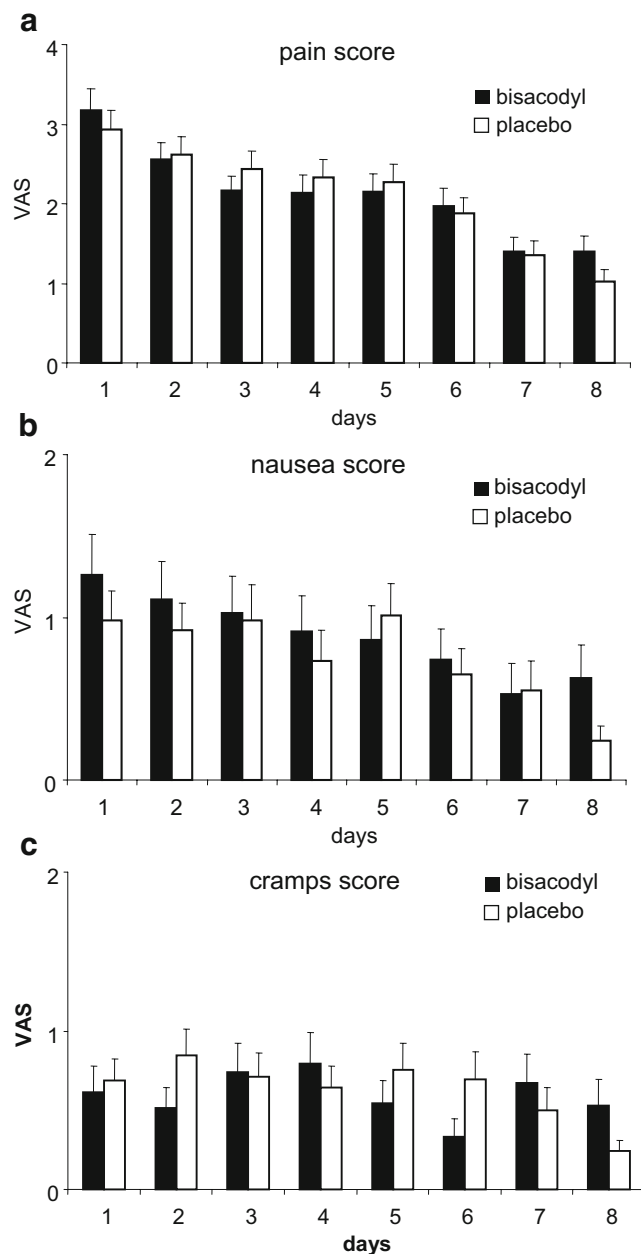 a
pain score
4
3
2
1
0
VAS
bisacodyl
placebo
1 2 3 4 5 6 7 8
days
b
nausea score
2
1
0
VAS
bisacodyl
placebo
1 2 3 4 5 6 7 8
days
c
cramps score
2
1
0
VAS
bisacodyl
placebo
1 2 3 4 5 6 7 8
days